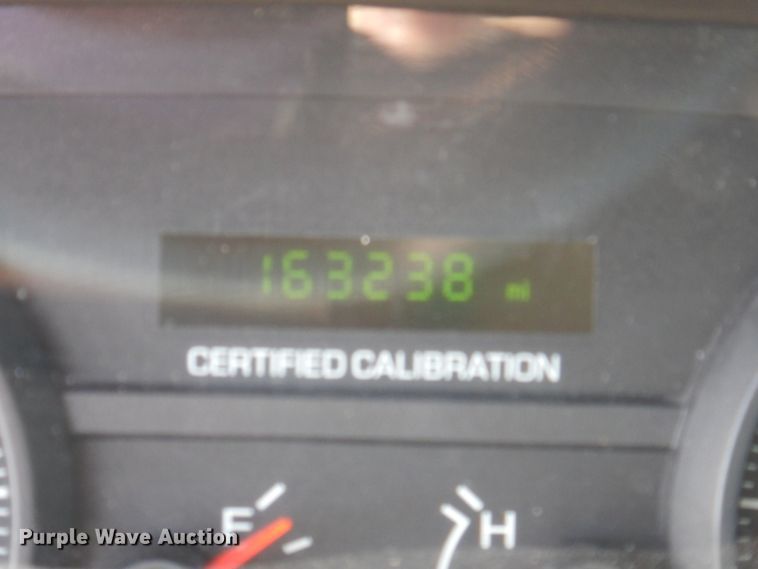 163238 mi
CERTIFIED CALIBRATION
F H
Purple Wave Auction